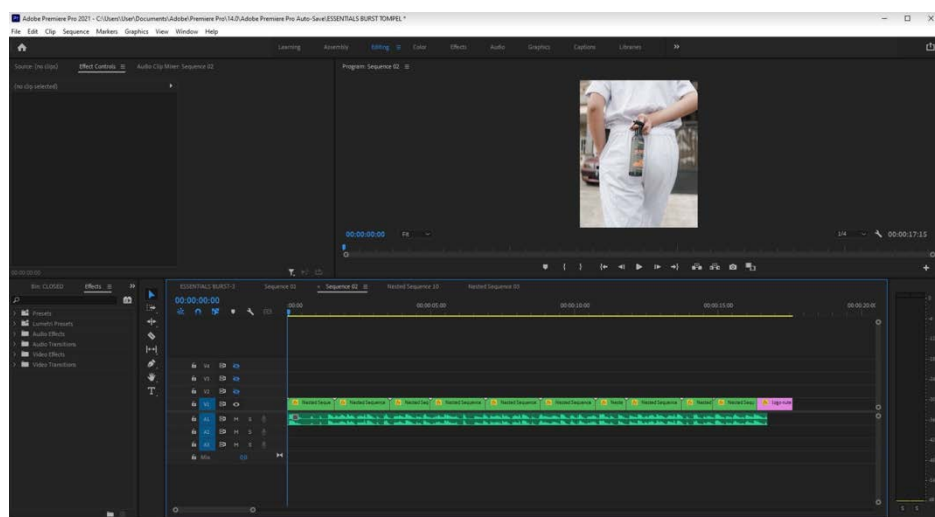 Adobe Premiere Pro 2021 - C:\Users\User\Documents\Adobe\Premiere Pro\14.0\Adobe Premiere Pro Auto-Save\ESSENTIALS BURST TOMPEL *
File Edit Clip Sequence Markers Graphics View Window Help
Learning Assembly Editing Color Effects Audio Graphics Captions Libraries
Source: (no clips) Effect Controls Audio Clip Mixer: Sequence 02 Program: Sequence 02
(no clip selected)
00:00:00:00 Fit 1/4 00:00:17:15
00:00:00:00
Bin: CLOSED Effects ESSENTIALS BURST-3 Sequence 01 Sequence 02 Nested Sequence 10 Nested Sequence 03
00:00:00:00
:00:00 00:00:05:00 00:00:10:00 00:00:15:00 00:00:20:00
Presets
Lumetri Presets
Audio Effects
Audio Transitions
Video Effects
Video Transitions
V4
V3
V2
V1 Nested Seque Nested Sequence Nested Seq Nested Sequence Nested Sequence Nested Sequence Neste Nested Sequence Nested Nested Sequ
A1 M S
A2 M S
A3 M S
Mix 0,0
S S